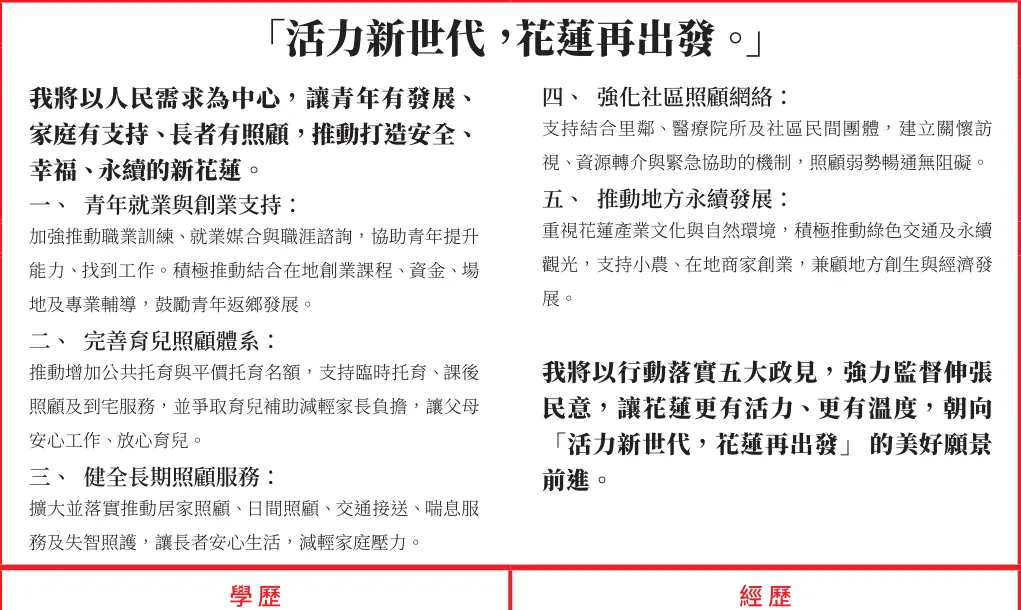 「活力新世代，花蓮再出發。」
我將以人民需求為中心，讓青年有發展、
家庭有支持、長者有照顧，推動打造安全、
幸福、永續的新花蓮。
一、 青年就業與創業支持：
加強推動職業訓練、就業媒合與職涯諮詢，協助青年提升
能力、找到工作。積極推動結合在地創業課程、資金、場
地及專業輔導，鼓勵青年返鄉發展。
二、 完善育兒照顧體系：
推動增加公共托育與平價托育名額，支持臨時托育、課後
照顧及到宅服務，並爭取育兒補助減輕家長負擔，讓父母
安心工作、放心育兒。
三、 健全長期照顧服務：
擴大並落實推動居家照顧、日間照顧、交通接送、喘息服
務及失智照護，讓長者安心生活，減輕家庭壓力。
四、 強化社區照顧網絡：
支持結合里鄰、醫療院所及社區民間團體，建立關懷訪
視、資源轉介與緊急協助的機制，照顧弱勢暢通無阻礙。
五、 推動地方永續發展：
重視花蓮產業文化與自然環境，積極推動綠色交通及永續
觀光，支持小農、在地商家創業，兼顧地方創生與經濟發
展。
我將以行動落實五大政見，強力監督伸張
民意，讓花蓮更有活力、更有溫度，朝向
「活力新世代，花蓮再出發」 的美好願景
前進。
學歷
經歷